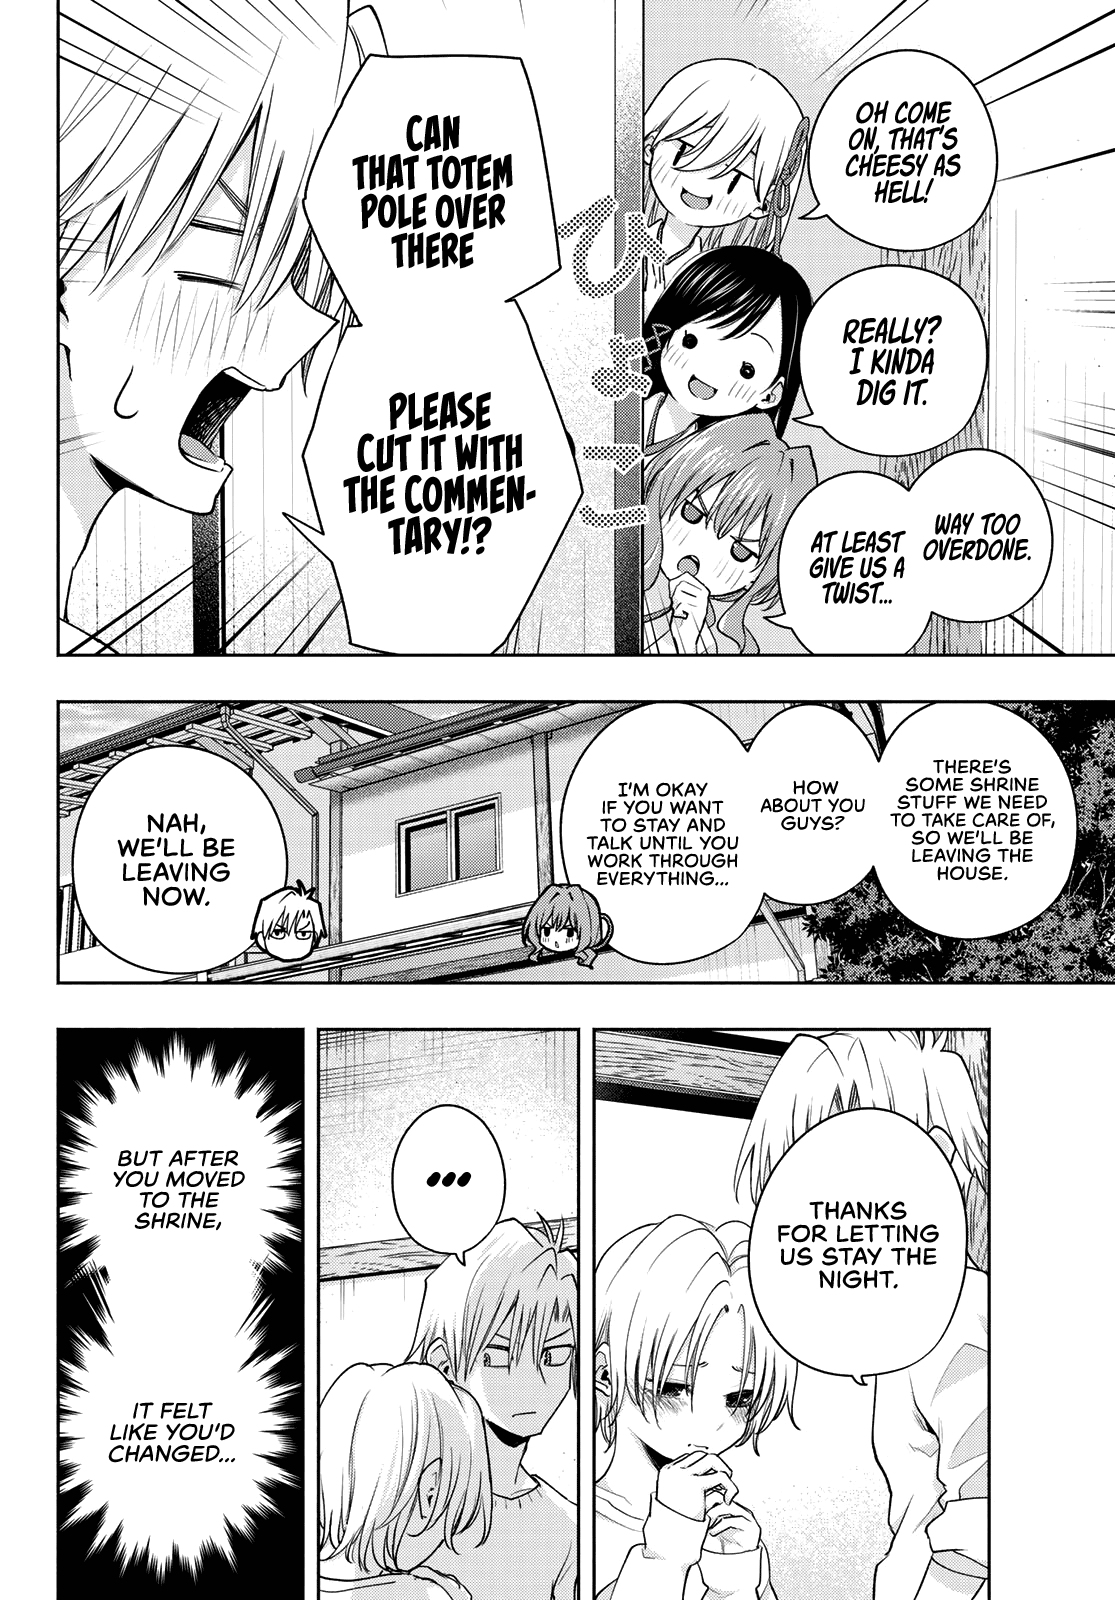 OH COME
ON, THAT'S
CHEESY AS
HELL!
REALLY?
I KINDA
DIG IT.
WAY TOO
OVERDONE.
AT LEAST
GIVE US A
TWIST...
ひょこ
CAN
THAT TOTEM
POLE OVER
THERE
PLEASE
CUT IT WITH
THE COMMEN-
TARY!?
THERE'S
SOME SHRINE
STUFF WE NEED
TO TAKE CARE OF,
SO WE'LL BE
LEAVING THE
HOUSE.
HOW
ABOUT YOU
GUYS?
I'M OKAY
IF YOU WANT
TO STAY AND
TALK UNTIL YOU
WORK THROUGH
EVERYTHING...
NAH,
WE'LL BE
LEAVING
NOW.
THANKS
FOR LETTING
US STAY THE
NIGHT.
...
BUT AFTER
YOU MOVED
TO THE
SHRINE,
IT FELT
LIKE YOU'D
CHANGED...